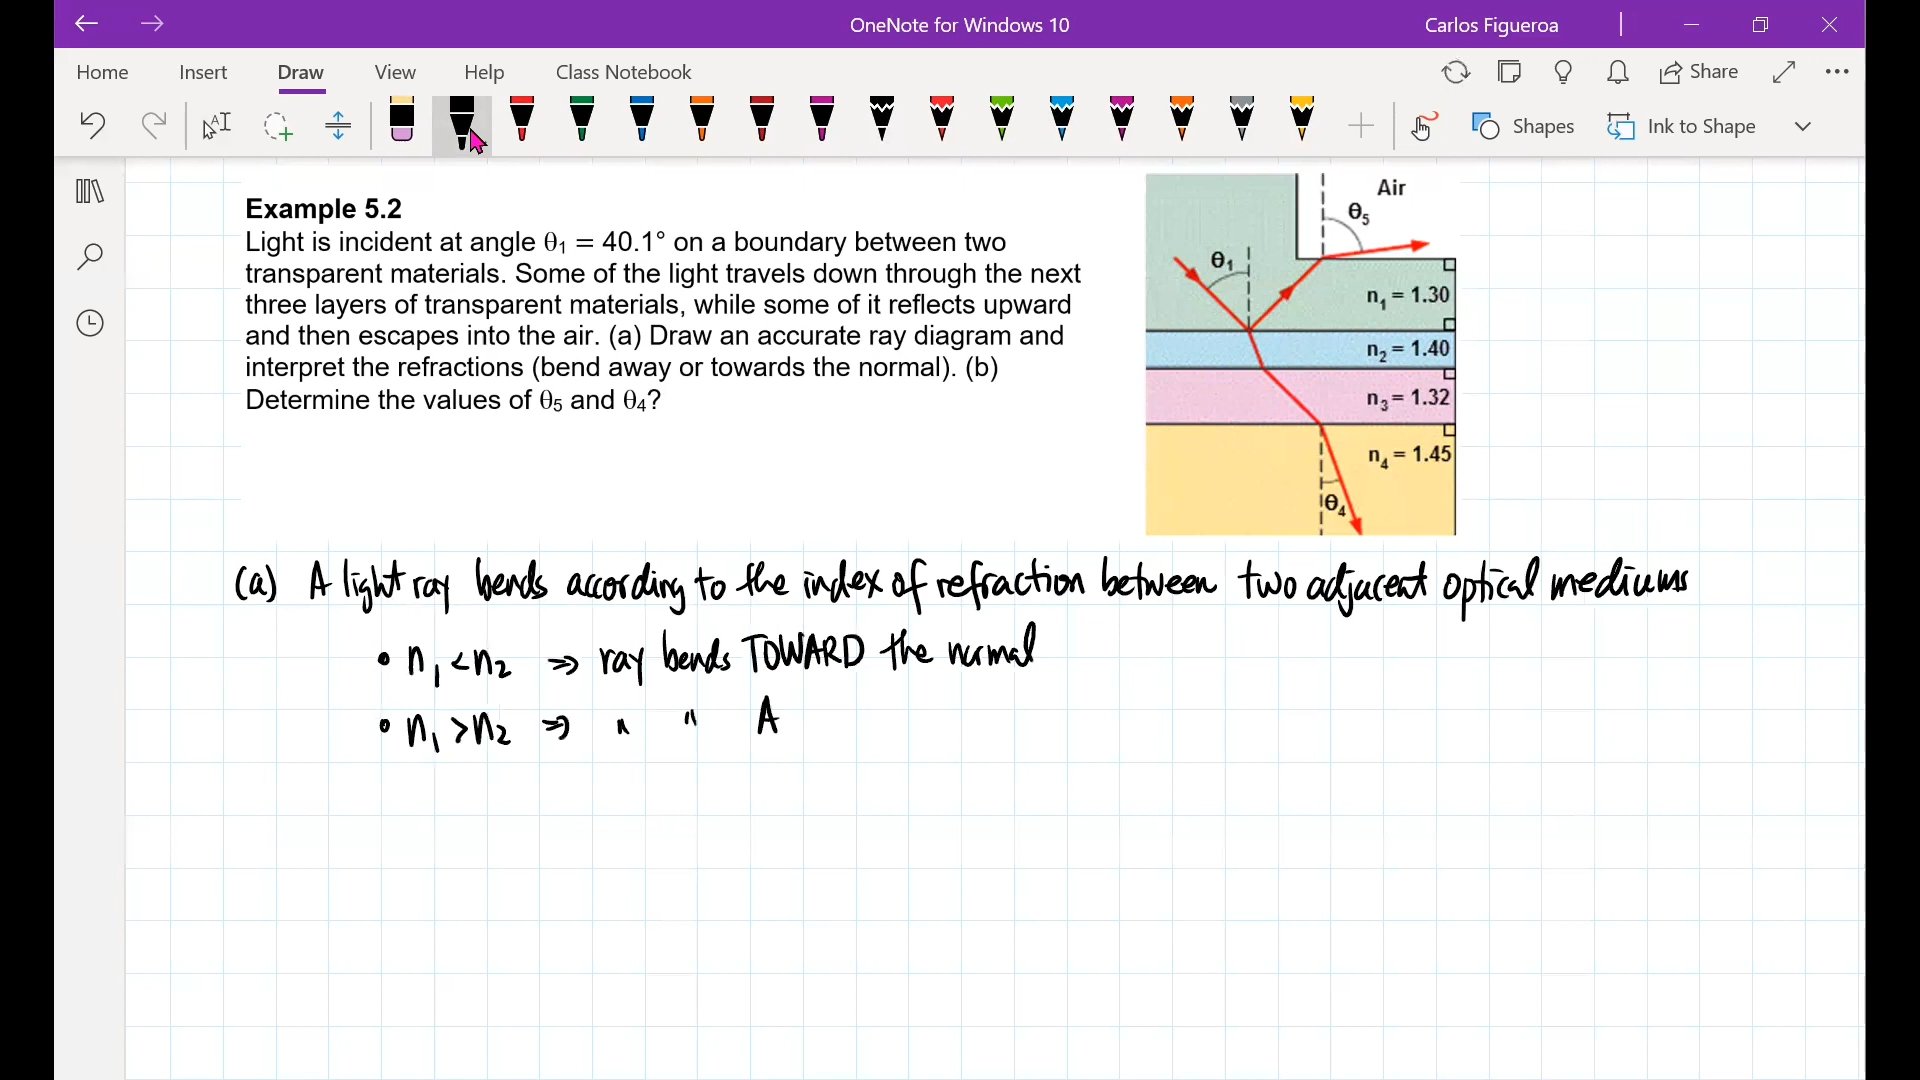 OneNote for Windows 10
Carlos Figueroa
Home Insert Draw View Help Class Notebook
Share
Shapes
Ink to Shape
Example 5.2
Light is incident at angle θ₁ = 40.1° on a boundary between two
transparent materials. Some of the light travels down through the next
three layers of transparent materials, while some of it reflects upward
and then escapes into the air. (a) Draw an accurate ray diagram and
interpret the refractions (bend away or towards the normal). (b)
Determine the values of θ₅ and θ₄?
Air
θ₅
θ₁
n₁ = 1.30
n₂ = 1.40
n₃ = 1.32
n₄ = 1.45
θ₄
(a) A light ray bends according to the index of refraction between two adjacent optical mediums
• n₁ < n₂ ⇒ ray bends TOWARD the normal
• n₁ > n₂ ⇒ " " A